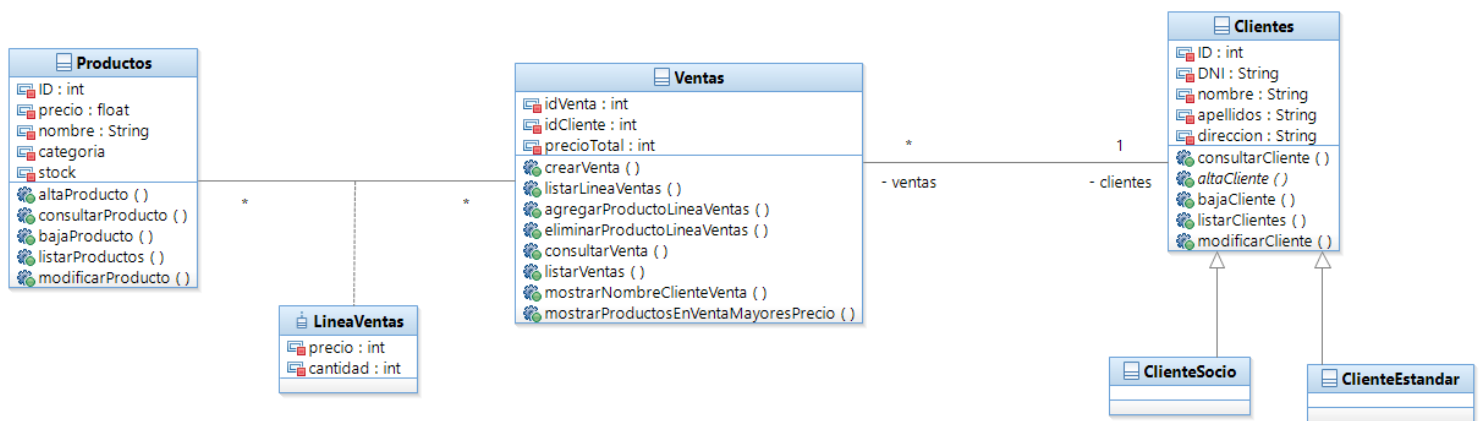 Productos
ID : int
precio : float
nombre : String
categoria
stock
altaProducto ( )
consultarProducto ( )
bajaProducto ( )
listarProductos ( )
modificarProducto ( )
*
*
LineaVentas
precio : int
cantidad : int
Ventas
idVenta : int
idCliente : int
precioTotal : int
crearVenta ( )
listarLineaVentas ( )
agregarProductoLineaVentas ( )
eliminarProductoLineaVentas ( )
consultarVenta ( )
listarVentas ( )
mostrarNombreClienteVenta ( )
mostrarProductosEnVentaMayoresPrecio ( )
*
1
- ventas
- clientes
Clientes
ID : int
DNI : String
nombre : String
apellidos : String
direccion : String
consultarCliente ( )
altaCliente ( )
bajaCliente ( )
listarClientes ( )
modificarCliente ( )
ClienteSocio
ClienteEstandar